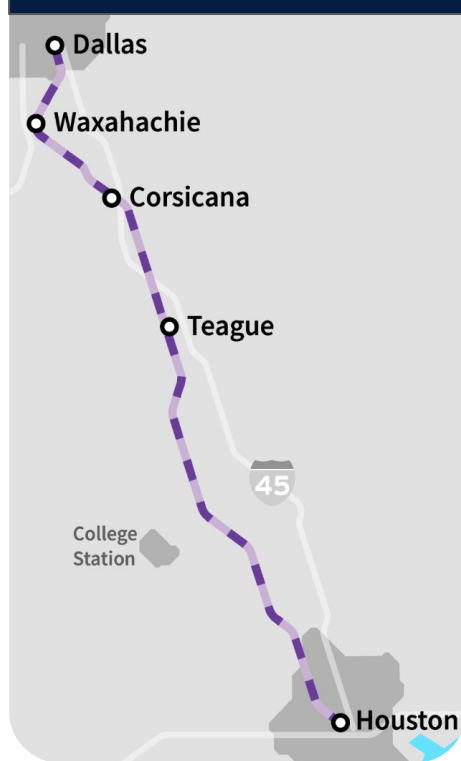 Dallas
Waxahachie
Corsicana
Teague
45
College
Station
Houston